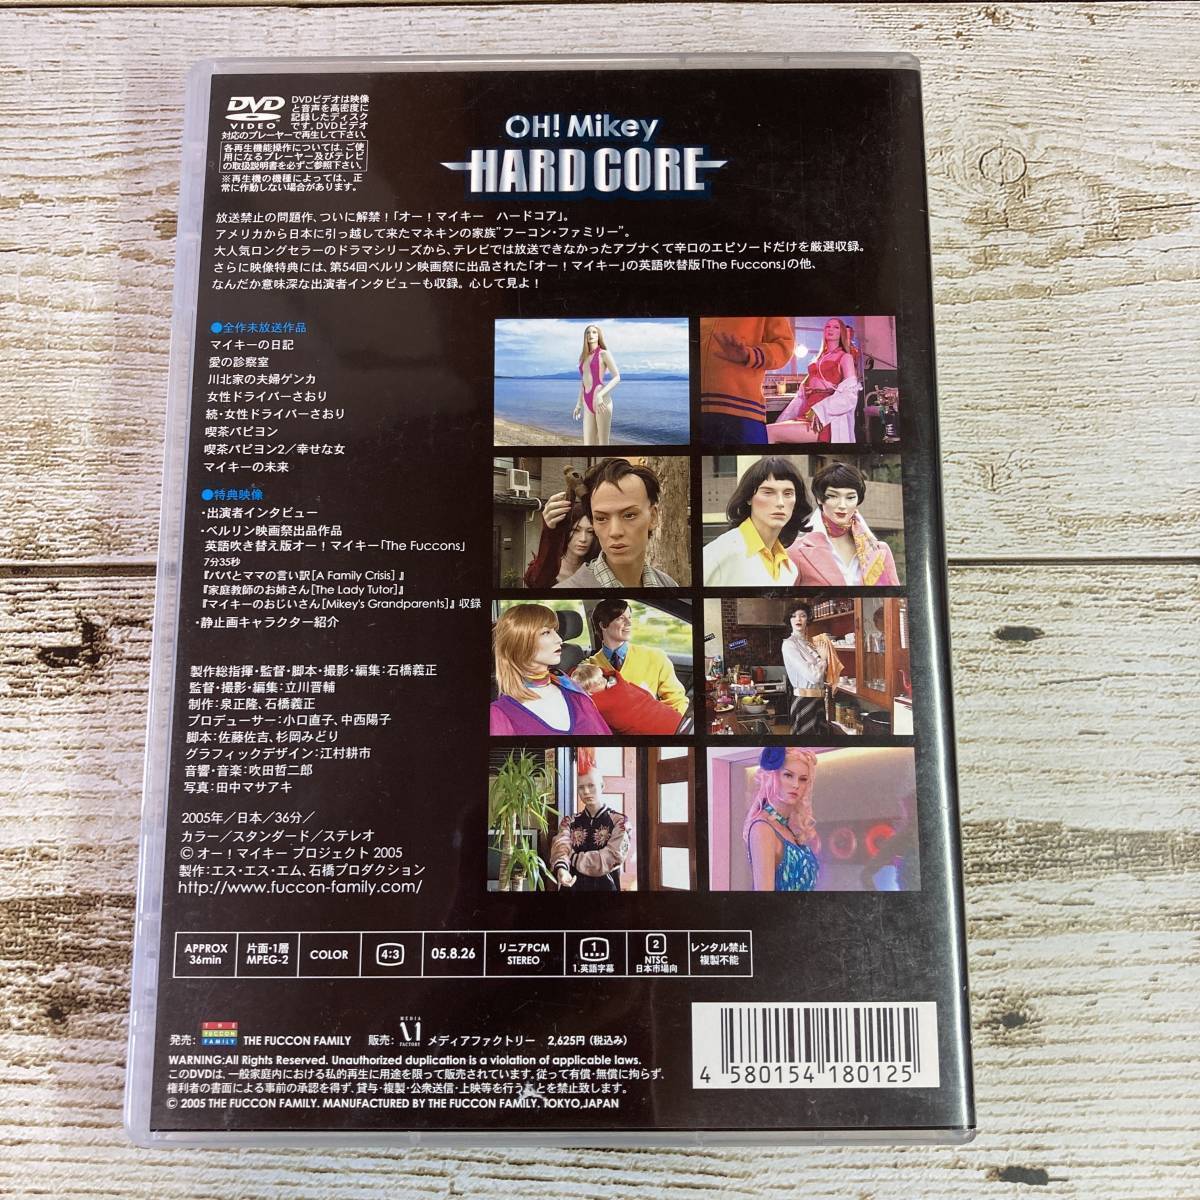 DVD
VIDEO
DVDビデオは映像
と音声を高密度に
記録したディスク
です。DVDビデオ
対応のプレーヤーで再生して下さい。
各再生機能操作については、ご使
用になるプレーヤー及びテレビ
の取扱説明書を必ずご参照下さい。
※再生機の機種によっては、正
常に作動しない場合があります。
OH! Mikey
HARD CORE
放送禁止の問題作、ついに解禁!「オー!マイキー ハードコア」。
アメリカから日本に引っ越して来たマネキンの家族"フーコン・ファミリー"。
大人気ロングセラーのドラマシリーズから、テレビでは放送できなかったアブナくて辛口のエピソードだけを厳選収録。
さらに映像特典には、第54回ベルリン映画祭に出品された「オー!マイキー」の英語吹替版「The Fuccons」の他、
なんだか意味深な出演者インタビューも収録。心して見よ!
●全作未放送作品
マイキーの日記
愛の診察室
川北家の夫婦ゲンカ
女性ドライバーさおり
続・女性ドライバーさおり
喫茶パピヨン
喫茶パピヨン2/幸せな女
マイキーの未来
●特典映像
・出演者インタビュー
・ベルリン映画祭出品作品
英語吹き替え版オー!マイキー「The Fuccons」
7分35秒
『パパとママの言い訳[A Family Crisis]』
『家庭教師のお姉さん[The Lady Tutor]』
『マイキーのおじいさん[Mikey's Grandparents]』収録
・静止画キャラクター紹介
製作総指揮・監督・脚本・撮影・編集:石橋義正
監督・撮影・編集:立川晋輔
制作:泉正隆、石橋義正
プロデューサー:小口直子、中西陽子
脚本:佐藤佐吉、杉岡みどり
グラフィックデザイン:江村耕市
音響・音楽:吹田哲二郎
写真:田中マサアキ
2005年/日本/36分/
カラー/スタンダード/ステレオ
© オー!マイキー プロジェクト 2005
製作:エス・エス・エム、石橋プロダクション
http://www.fuccon-family.com/
APPROX 36min
片面・1層 MPEG-2
COLOR
4:3
05.8.26
リニアPCM STEREO
1 1.英語字幕
2 NTSC 日本市場向
レンタル禁止 複製不能
発売: THE FUCCON FAMILY THE FUCCON FAMILY 販売: MEDIA FACTORY メディアファクトリー 2,625円(税込み)
WARNING:All Rights Reserved. Unauthorized duplication is a violation of applicable laws.
このDVDは、一般家庭内における私的再生に用途を限って販売されています。従って有償・無償に拘らず、
権利者の書面による事前の承認を得ず、貸与・複製・公衆送信・上映等を行うことを禁止致します。
© 2005 THE FUCCON FAMILY. MANUFACTURED BY THE FUCCON FAMILY. TOKYO,JAPAN
4 580154 180125